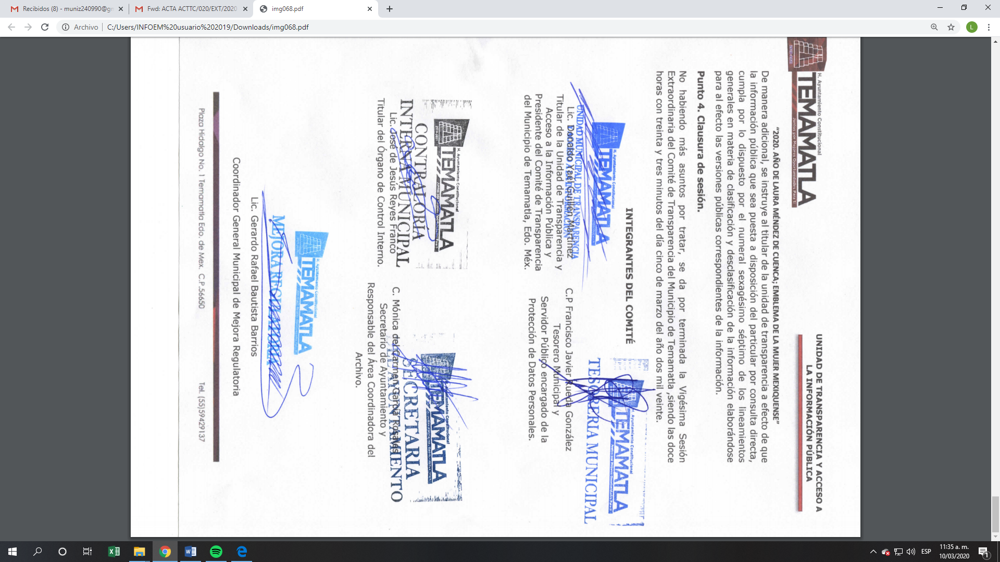 Recibidos (8) - muniz240990@gm
Fwd: ACTA ACTTC/020/EXT/2020
img068.pdf
Archivo
C:/Users/INFOEM%20usuario%202019/Downloads/img068.pdf
L
H. Ayuntamiento Constitucional
TEMAMATLA
Juntos por Mejores Oportunidades Para ti
UNIDAD DE TRANSPARENCIA Y ACCESO A
LA INFORMACIÓN PÚBLICA
“2020. AÑO DE LAURA MÉNDEZ DE CUENCA; EMBLEMA DE LA MUJER MEXIQUENSE”
De manera adicional, se instruye al titular de la unidad de transparencia a efecto de que
la información pública que sea puesta a disposición del particular por consulta directa,
cumpla por lo dispuesto por el numeral sexagésimo séptimo de los lineamientos
generales en materia de clasificación y desclasificación de la información elaborándose
para al efecto las versiones públicas correspondientes de la información.
Punto 4. Clausura de sesión.
No habiendo más asuntos por tratar, se da por terminada la Vigésima Sesión
Extraordinaria del Comité de Transparencia del Municipio de Temamatla ,siendo las doce
horas con treinta y tres minutos del día cinco de marzo del año dos mil veinte.
INTEGRANTES DEL COMITÉ
H. Ayuntamiento Constitucional
TEMAMATLA
UNIDAD MUNICIPAL DE TRANSPARENCIA
Lic. Donaldo Yaél Guillén Martínez
Titular de la Unidad de Transparencia y
Acceso a la Información Pública y
Presidente del Comité de Transparencia
del Municipio de Temamatla, Edo. Méx.
H. Ayuntamiento Constitucional
TEMAMATLA
TESORERIA MUNICIPAL
C.P Francisco Javier Rueda González
Tesorero Municipal y
Servidor Público encargado de la
Protección de Datos Personales.
H. Ayuntamiento Constitucional
TEMAMATLA
CONTRALORÍA
INTERNA MUNICIPAL
Lic. José de Jesús Reyes Franco
Titular del Órgano de Control Interno.
H. Ayuntamiento Constitucional
TEMAMATLA
SECRETARIA
DEL AYUNTAMIENTO
C. Mónica del Carmen García Rosales
Secretario de Ayuntamiento y
Responsable del Área Coordinadora del
Archivo.
H. Ayuntamiento Constitucional
TEMAMATLA
MEJORA REGULATORIA
Lic. Gerardo Rafael Bautista Barrios
Coordinador General Municipal de Mejora Regulatoria
Plaza Hidalgo No. 1 Temamatla Edo. de Mex. C.P.56650
Tel. (55)59429137
ESP
11:35 a. m.
10/03/2020
1